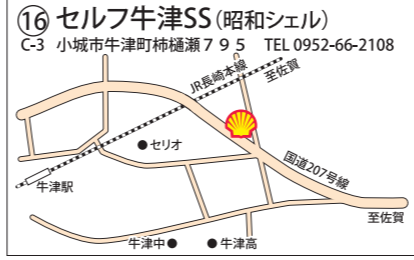 ⑯ セルフ牛津SS(昭和シェル)
C-3 小城市牛津町柿樋瀬７９５ TEL 0952-66-2108
JR長崎本線
至佐賀
●セリオ
国道207号線
牛津駅
至佐賀
牛津中● ●牛津高